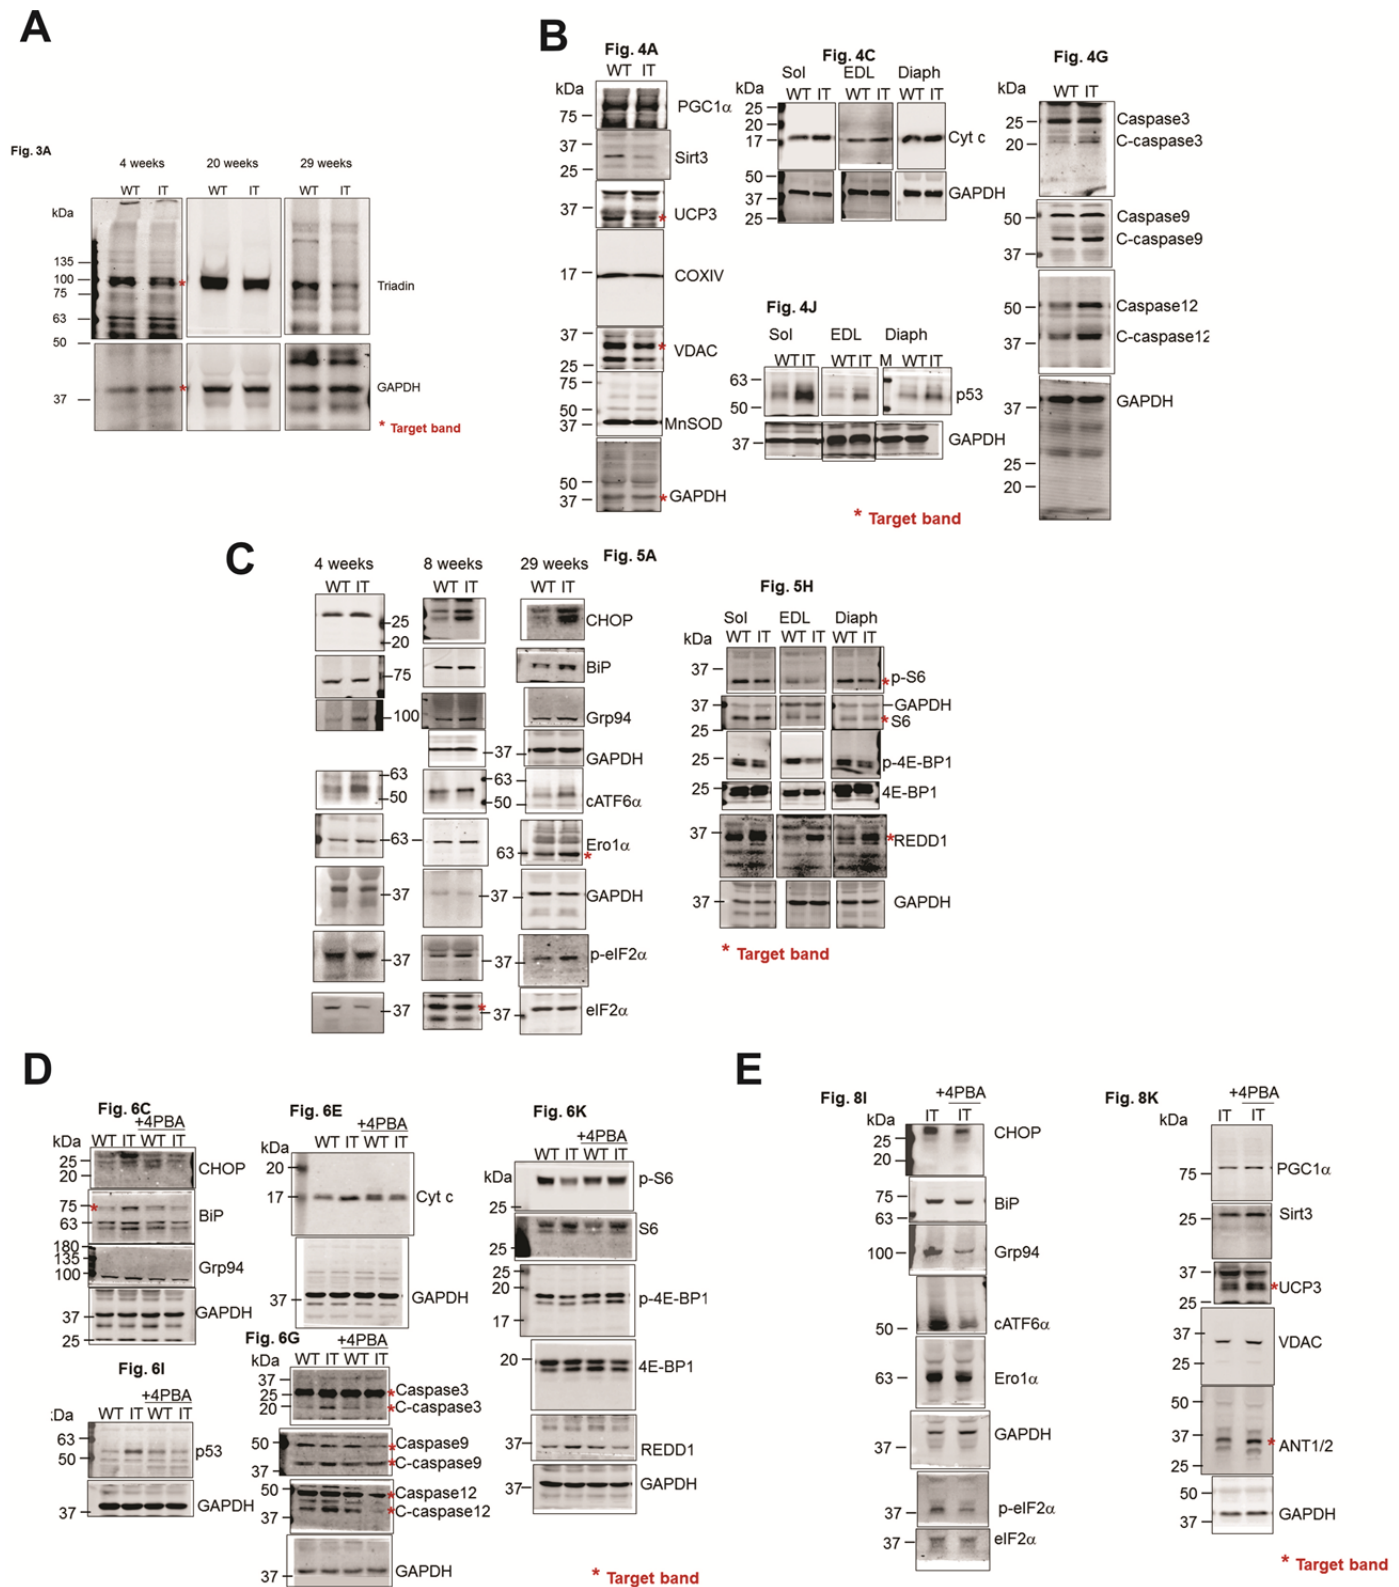 A
Fig. 3A
4 weeks 20 weeks 29 weeks
WT IT WT IT WT IT
kDa
135
100
75
63
50
37
* Triadin
* GAPDH
* Target band
B
Fig. 4A
WT IT
kDa
75 PGC1α
37
25 Sirt3
37 * UCP3
17 COXIV
37
25 * VDAC
75
50
37 MnSOD
50
37 * GAPDH
Fig. 4C
Sol EDL Diaph
kDa WT IT WT IT WT IT
25
20
17 Cyt c
50
37
25 GAPDH
Fig. 4J
Sol EDL Diaph
WT IT WT IT M WT IT
63
50 p53
37 GAPDH
* Target band
Fig. 4G
kDa WT IT
25 Caspase3
20 C-caspase3
50 Caspase9
37 C-caspase9
50 Caspase12
37 C-caspase12
37 GAPDH
25
20
C
Fig. 5A
4 weeks 8 weeks 29 weeks
WT IT WT IT WT IT
25
20 CHOP
75 BiP
100 Grp94
37 GAPDH
63 63
50 50 cATF6α
63 63 * Ero1α
37 37 GAPDH
37 37 p-eIF2α
37 * 37 eIF2α
Fig. 5H
Sol EDL Diaph
kDa WT IT WT IT WT IT
37 * p-S6
37 GAPDH
25 * S6
25 p-4E-BP1
25 4E-BP1
37 * REDD1
37 GAPDH
* Target band
D
Fig. 6C
+4PBA
kDa WT IT WT IT
25
20 CHOP
75 *
63 BiP
180
135
100 Grp94
37
25 GAPDH
Fig. 6E
+4PBA
kDa WT IT WT IT
20
17 Cyt c
37 GAPDH
Fig. 6K
+4PBA
WT IT WT IT
kDa p-S6
25
25 S6
25
20
17 p-4E-BP1
20 4E-BP1
37 REDD1
37 GAPDH
Fig. 6I
+4PBA
WT IT WT IT
:Da
63
50 p53
37 GAPDH
Fig. 6G
+4PBA
kDa WT IT WT IT
37
25 * Caspase3
20 * C-caspase3
50 * Caspase9
37 * C-caspase9
50 * Caspase12
37 * C-caspase12
37 GAPDH
* Target band
E
Fig. 8I
+4PBA
kDa IT IT
25
20 CHOP
75
63 BiP
100 Grp94
50 cATF6α
63 Ero1α
37 GAPDH
37 p-eIF2α
37 eIF2α
Fig. 8K
+4PBA
kDa IT IT
75 PGC1α
25 Sirt3
37
25 * UCP3
37
25 VDAC
50
37
25 * ANT1/2
50
37 GAPDH
* Target band